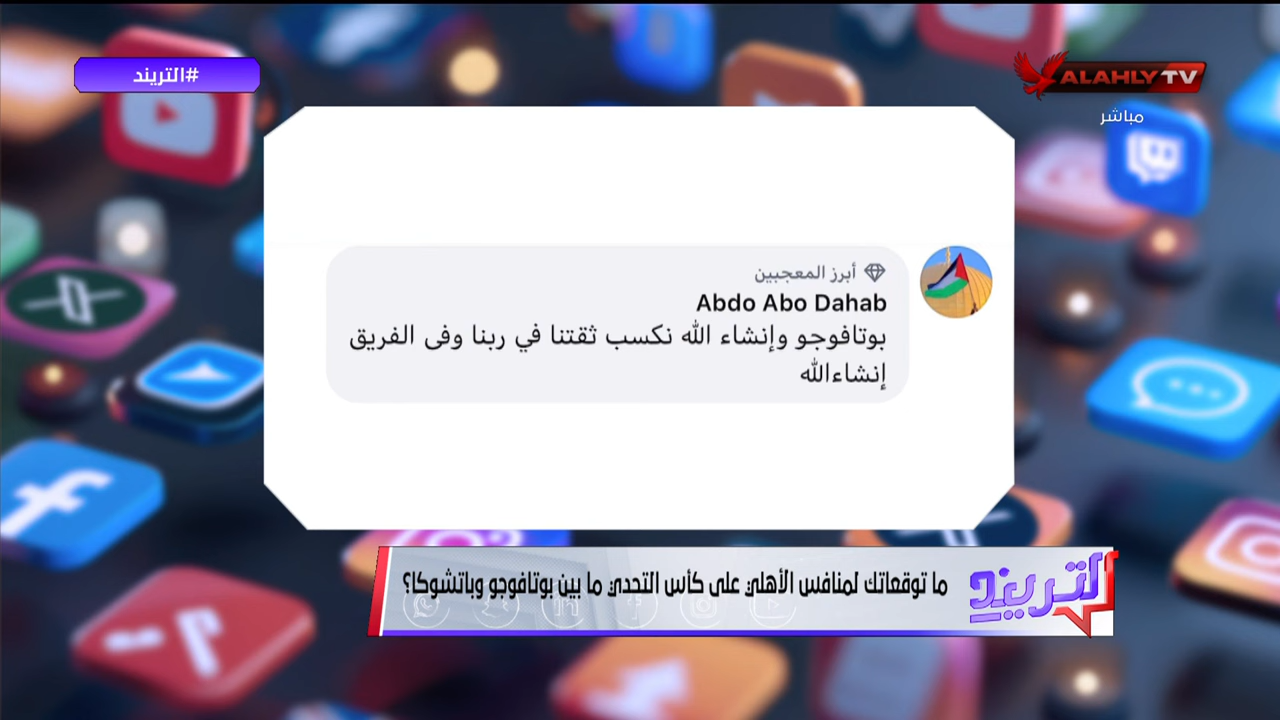 #التريند
ALAHLY TV
مباشر
أبرز المعجبين
Abdo Abo Dahab
بوتافوجو وإنشاء الله نكسب ثقتنا في ربنا وفى الفريق
إنشاءالله
التريند
ما توقعاتك لمنافس الأهلي على كأس التحدي ما بين بوتافوجو وباتشوكا؟